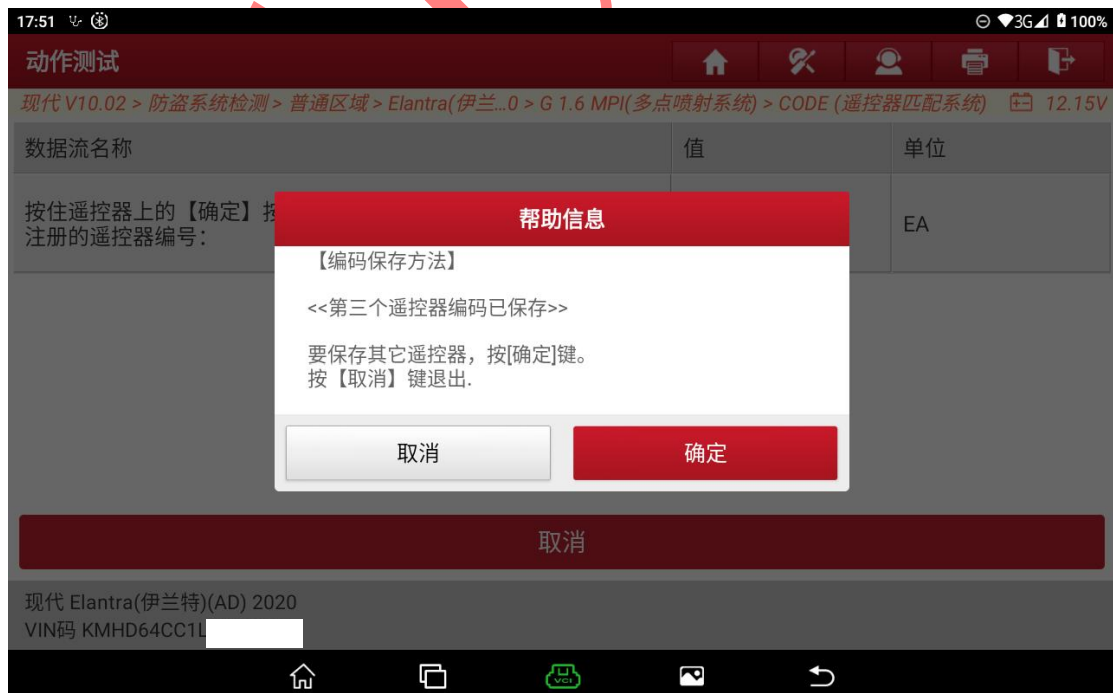 17:51
3G
100%
动作测试
现代 V10.02 > 防盗系统检测 > 普通区域 > Elantra(伊兰...0 > G 1.6 MPI(多点喷射系统) > CODE (遥控器匹配系统)
12.15V
数据流名称
值
单位
按住遥控器上的【确定】按
注册的遥控器编号：
EA
帮助信息
【编码保存方法】
<<第三个遥控器编码已保存>>
要保存其它遥控器，按[确定]键。
按【取消】键退出.
取消
确定
取消
现代 Elantra(伊兰特)(AD) 2020
VIN码 KMHD64CC1L
VCI